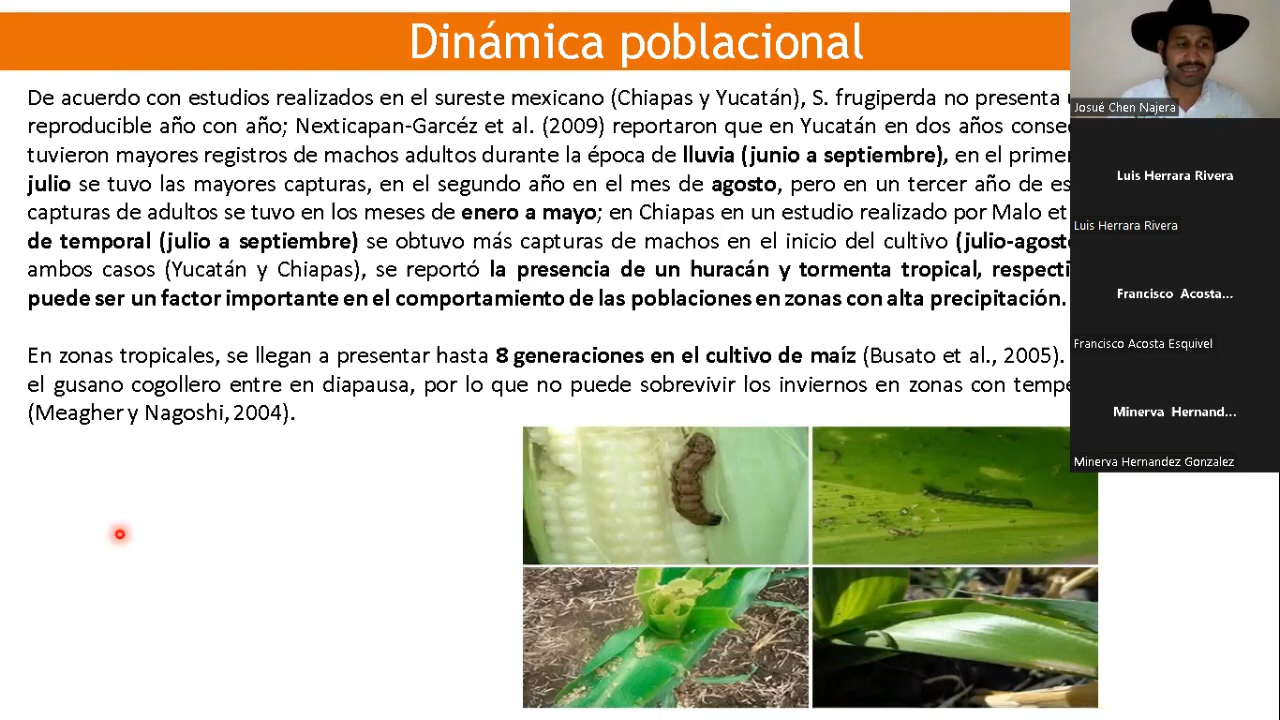 Dinámica poblacional
De acuerdo con estudios realizados en el sureste mexicano (Chiapas y Yucatán), S. frugiperda no presenta
reproducible año con año; Nexticapan-Garcéz et al. (2009) reportaron que en Yucatán en dos años
tuvieron mayores registros de machos adultos durante la época de lluvia (junio a septiembre), en el
julio se tuvo las mayores capturas, en el segundo año en el mes de agosto, pero en un tercer año de
capturas de adultos se tuvo en los meses de enero a mayo; en Chiapas en un estudio realizado por Malo et
de temporal (julio a septiembre) se obtuvo más capturas de machos en el inicio del cultivo
ambos casos (Yucatán y Chiapas), se reportó la presencia de un huracán y tormenta tropical,
puede ser un factor importante en el comportamiento de las poblaciones en zonas con alta precipitación.
En zonas tropicales, se llegan a presentar hasta 8 generaciones en el cultivo de maíz (Busato et al., 2005).
el gusano cogollero entre en diapausa, por lo que no puede sobrevivir los inviernos en zonas con
(Meagher y Nagoshi, 2004).
Josué Chen Najera
Luis Herrara Rivera
Luis Herrara Rivera
Francisco Acosta...
Francisco Acosta Esquivel
Minerva Hernand...
Minerva Hernandez Gonzalez